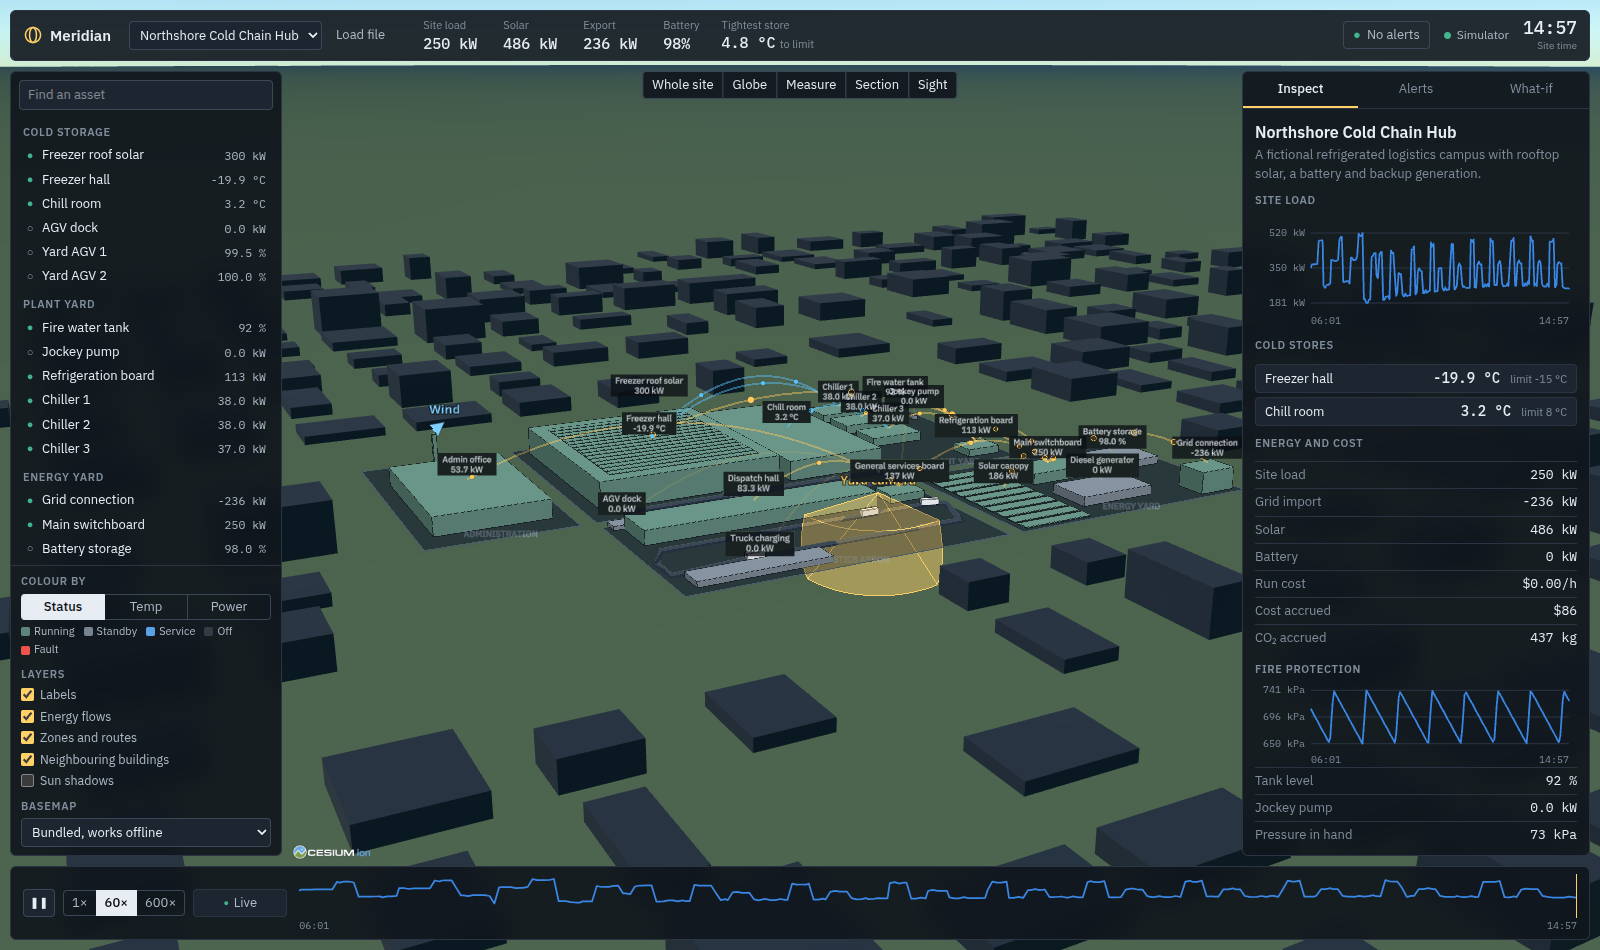 Meridian
Northshore Cold Chain Hub
Load file
Site load
250 kW
Solar
486 kW
Export
236 kW
Battery
98%
Tightest store
4.8 °C to limit
No alerts
Simulator
14:57
Site time
Find an asset
COLD STORAGE
Freezer roof solar 300 kW
Freezer hall -19.9 °C
Chill room 3.2 °C
AGV dock 0.0 kW
Yard AGV 1 99.5 %
Yard AGV 2 100.0 %
PLANT YARD
Fire water tank 92 %
Jockey pump 0.0 kW
Refrigeration board 113 kW
Chiller 1 38.0 kW
Chiller 2 38.0 kW
Chiller 3 37.0 kW
ENERGY YARD
Grid connection -236 kW
Main switchboard 250 kW
Battery storage 98.0 %
COLOUR BY
Status Temp Power
Running Standby Service Off
Fault
LAYERS
Labels
Energy flows
Zones and routes
Neighbouring buildings
Sun shadows
BASEMAP
Bundled, works offline
Whole site Globe Measure Section Sight
Wind
Freezer roof solar
300 kW
Freezer hall
-19.9 °C
Chill room
3.2 °C
Chiller 1
38.0 kW
Chiller 2
38.0 kW
Chiller 3
37.0 kW
Fire water tank
Jockey pump
0.0 kW
Refrigeration board
113 kW
Main switchboard
250 kW
Battery storage
98.0 %
Grid connection
-236 kW
Admin office
53.7 kW
General services board
137 kW
Solar canopy
186 kW
Diesel generator
0 kW
Dispatch hall
83.3 kW
AGV dock
0.0 kW
Truck charging
0.0 kW
ADMINISTRATION
ENERGY YARD
CESIUM ion
Inspect Alerts What-if
Northshore Cold Chain Hub
A fictional refrigerated logistics campus with rooftop
solar, a battery and backup generation.
SITE LOAD
520 kW
350 kW
181 kW
06:01 14:57
COLD STORES
Freezer hall -19.9 °C limit -15 °C
Chill room 3.2 °C limit 8 °C
ENERGY AND COST
Site load 250 kW
Grid import -236 kW
Solar 486 kW
Battery 0 kW
Run cost $0.00/h
Cost accrued $86
CO₂ accrued 437 kg
FIRE PROTECTION
741 kPa
696 kPa
650 kPa
06:01 14:57
Tank level 92 %
Jockey pump 0.0 kW
Pressure in hand 73 kPa
1× 60× 600×
Live
06:01 14:57